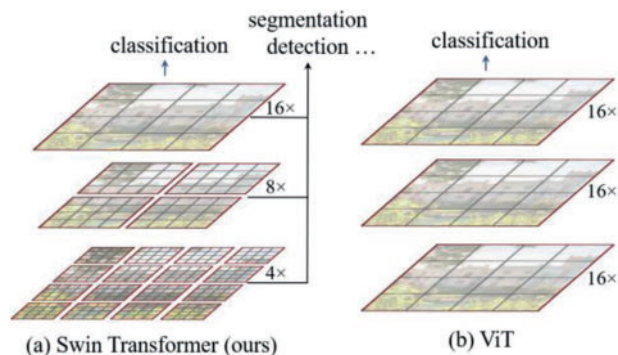 segmentation
classification
detection ...
classification
16×
8×
4×
16×
16×
16×
(a) Swin Transformer (ours)
(b) ViT